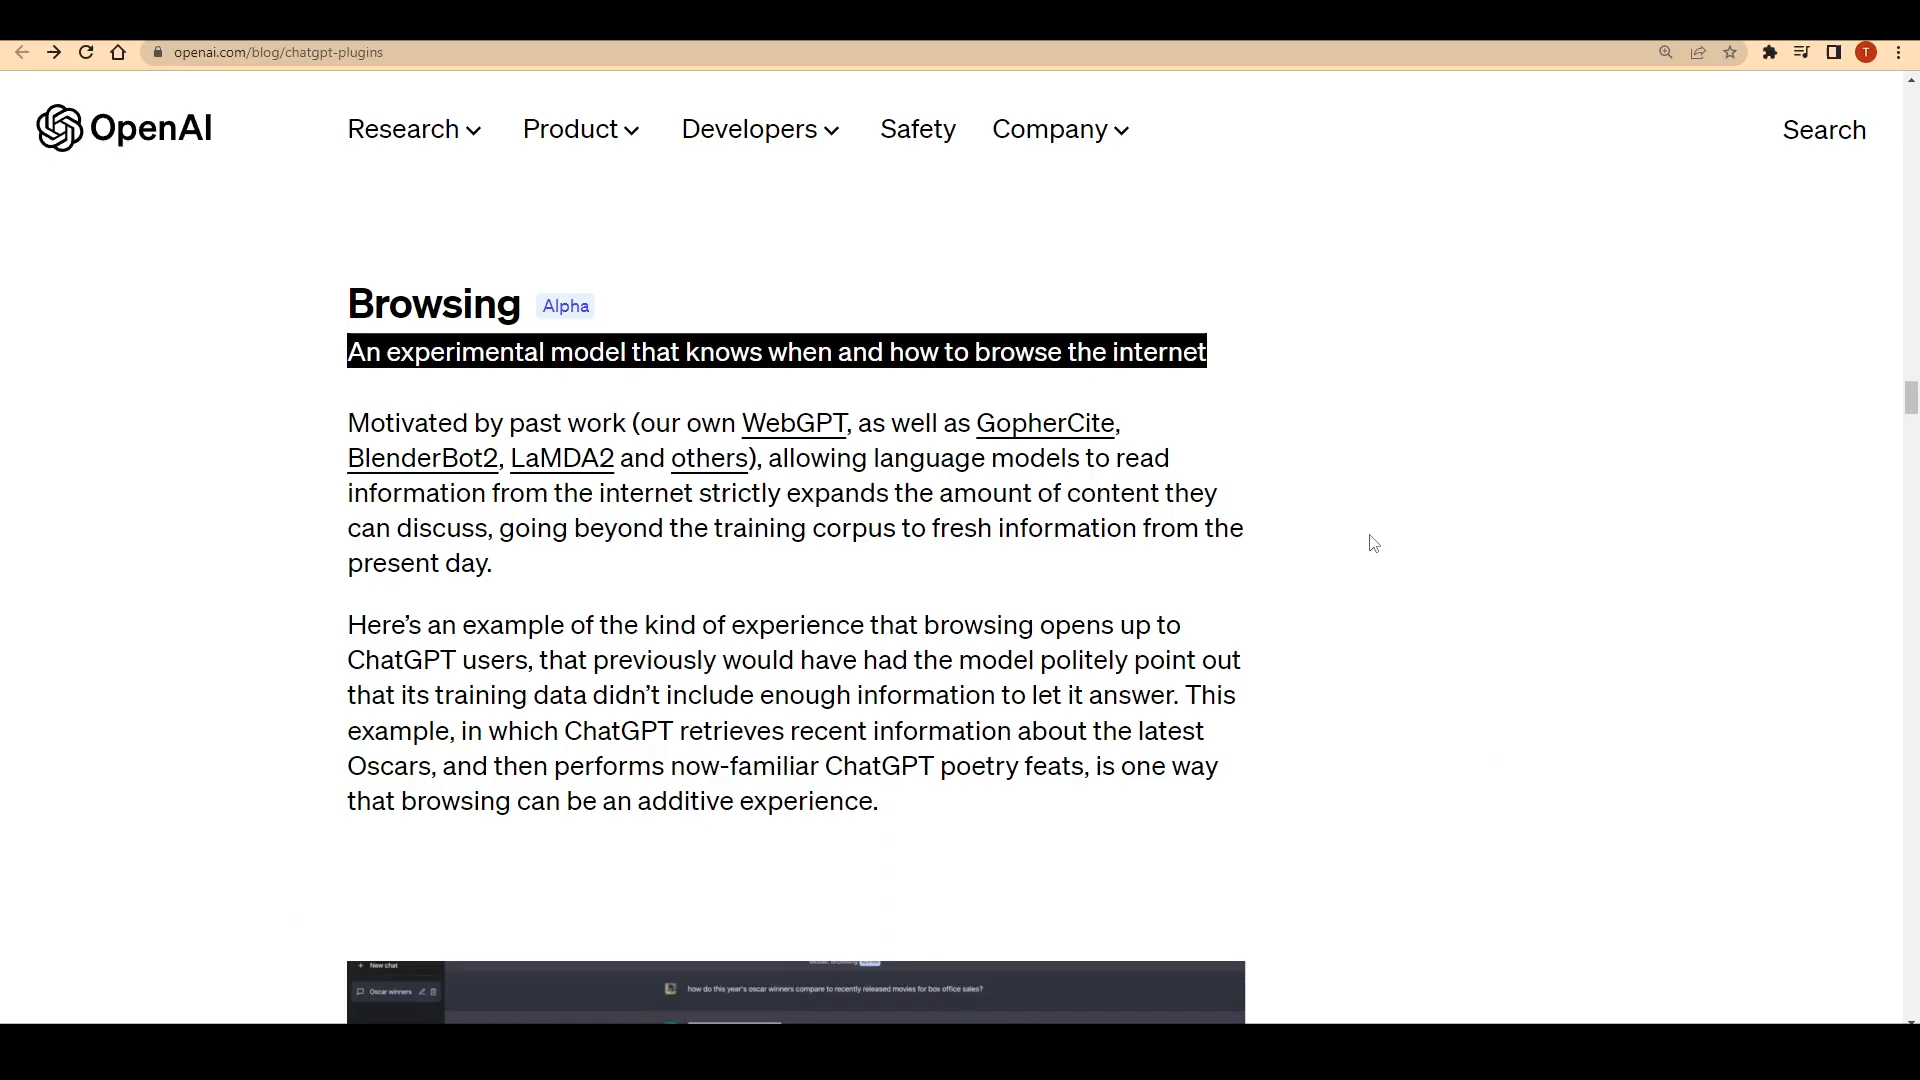 openai.com/blog/chatgpt-plugins
T
OpenAI
Research
Product
Developers
Safety
Company
Search
Browsing Alpha
An experimental model that knows when and how to browse the internet
Motivated by past work (our own WebGPT, as well as GopherCite,
BlenderBot2, LaMDA2 and others), allowing language models to read
information from the internet strictly expands the amount of content they
can discuss, going beyond the training corpus to fresh information from the
present day.
Here’s an example of the kind of experience that browsing opens up to
ChatGPT users, that previously would have had the model politely point out
that its training data didn’t include enough information to let it answer. This
example, in which ChatGPT retrieves recent information about the latest
Oscars, and then performs now-familiar ChatGPT poetry feats, is one way
that browsing can be an additive experience.
+ New chat
Oscar winners
how do this year's oscar winners compare to recently released movies for box office sales?